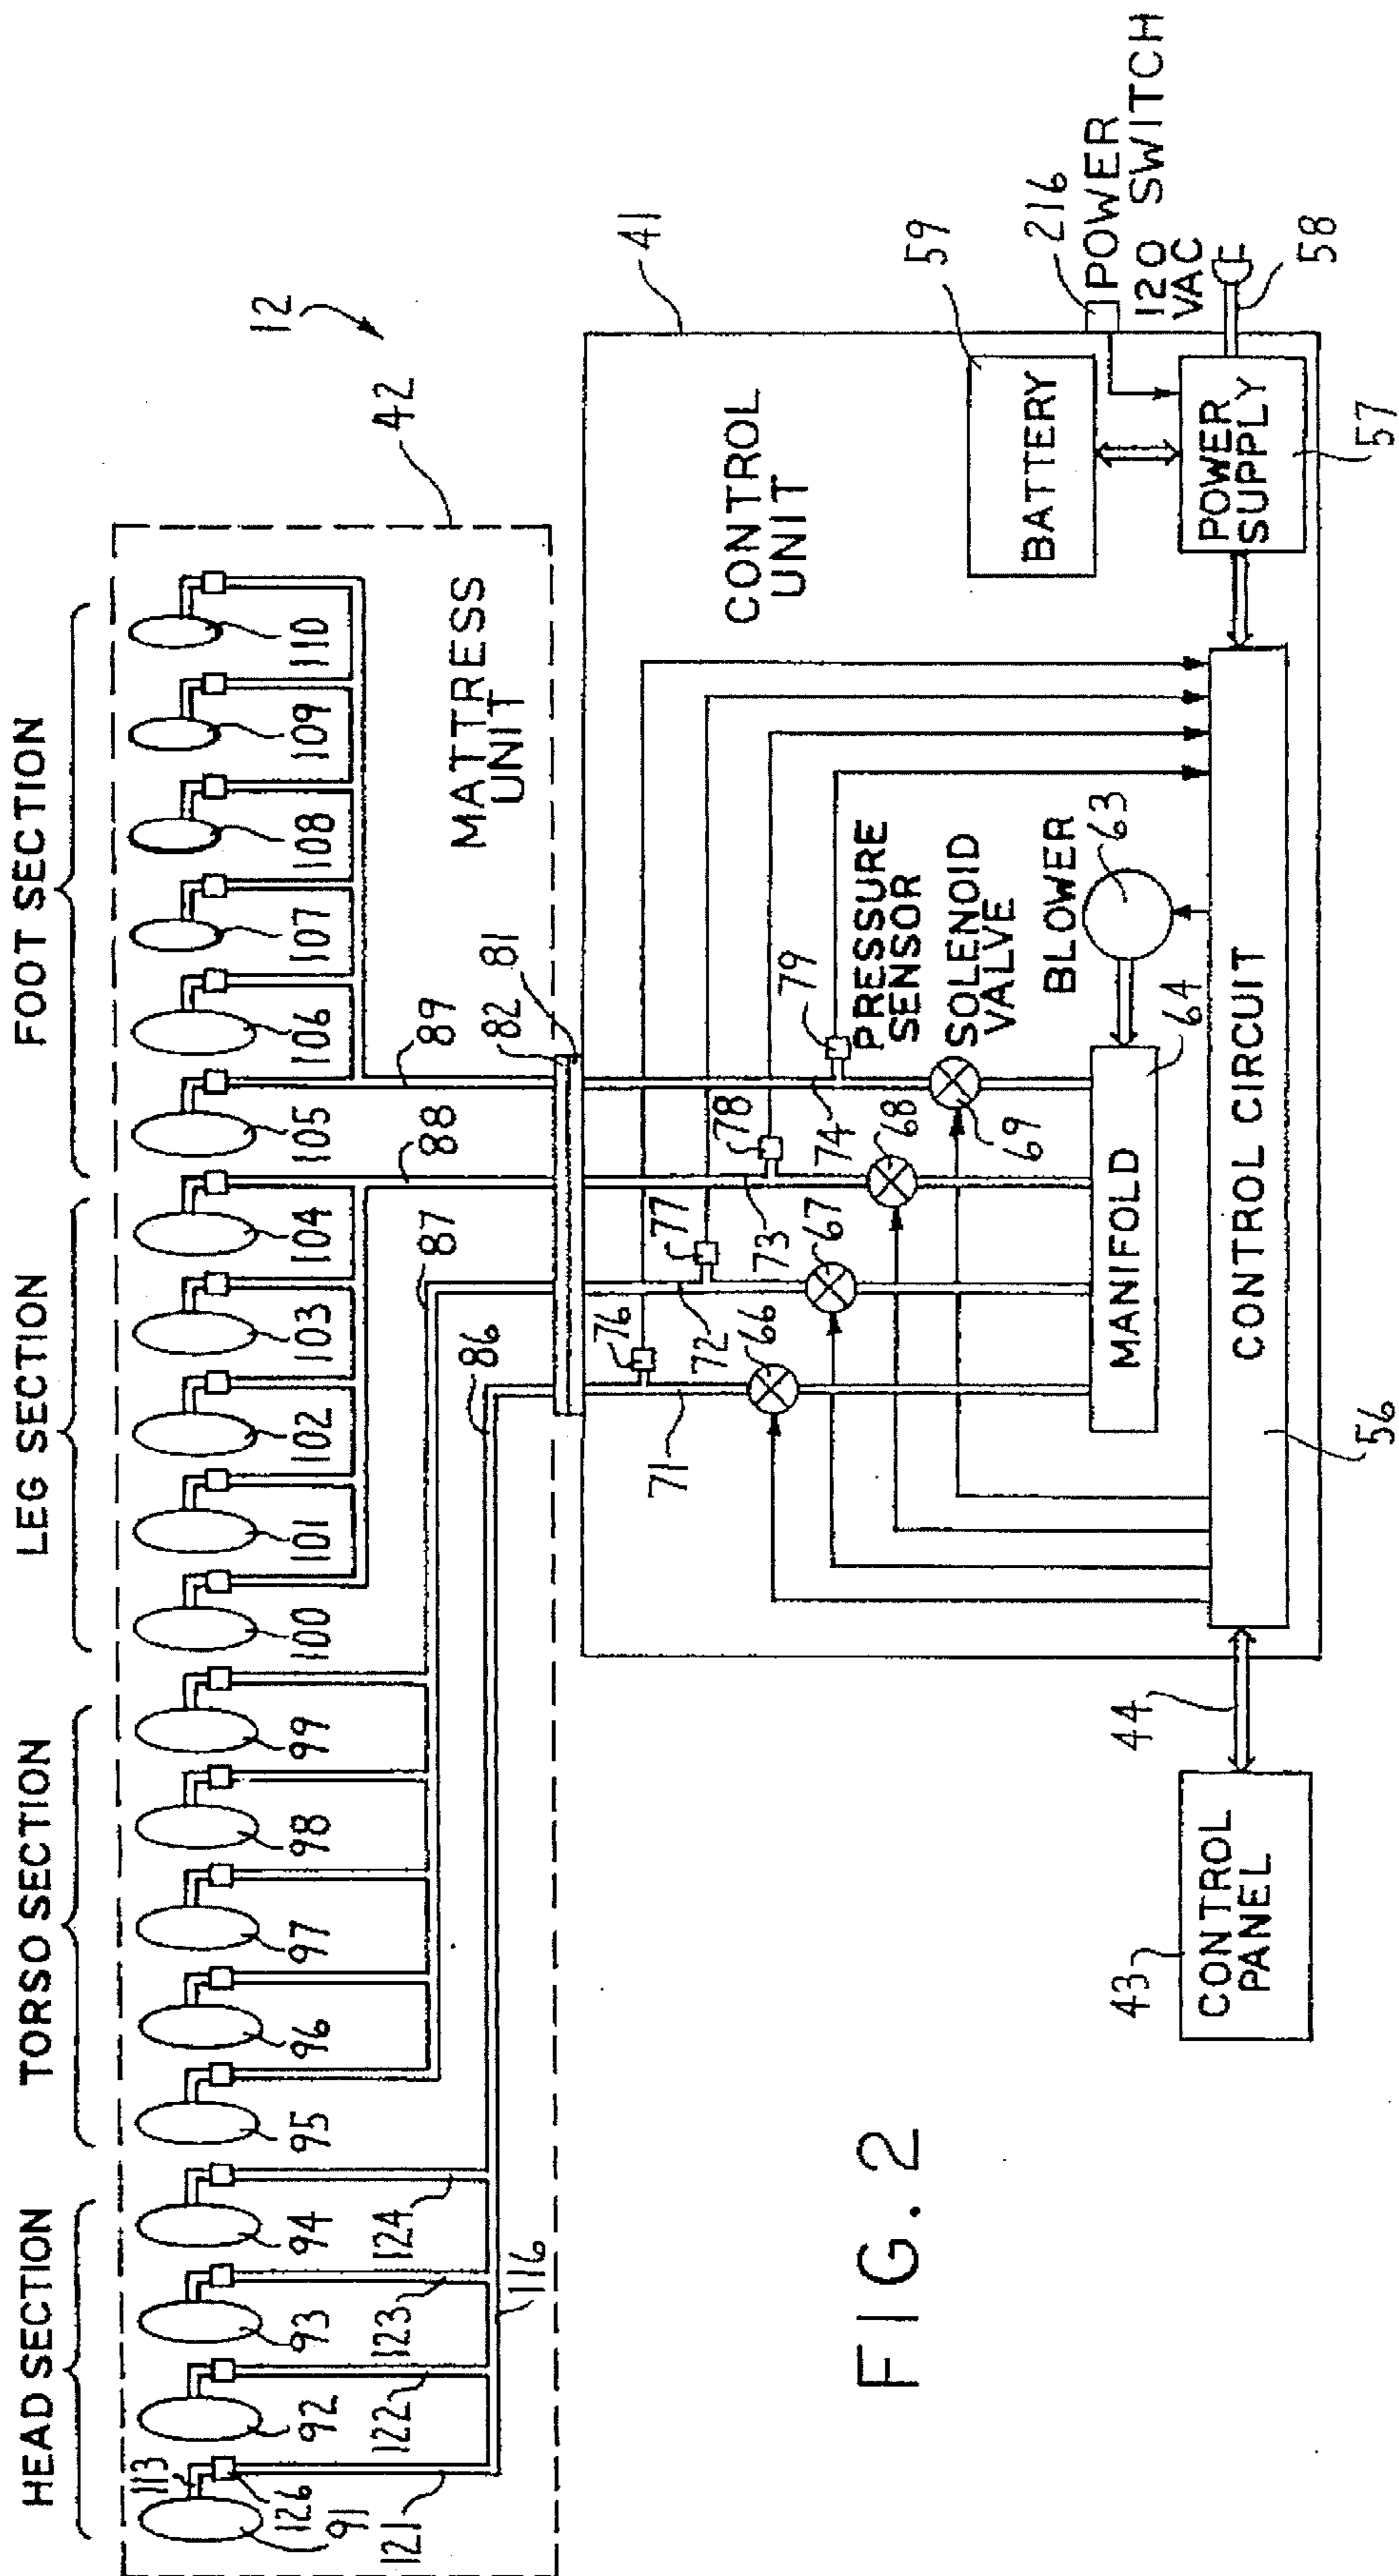 HEAD SECTION
TORSO SECTION
LEG SECTION
FOOT SECTION
113
126
91
92
93
94
95
96
97
98
99
100
101
102
103
104
105
106
107
108
109
110
121
122
123
124
116
86
87
88
89
82
81
MATTRESS
UNIT
42
12
41
CONTROL
UNIT
71
76
72
77
73
78
74
79
66
67
68
69
PRESSURE
SENSOR
SOLENOID
VALVE
BLOWER
63
MANIFOLD
64
BATTERY
59
216
POWER
SWITCH
120
VAC
58
POWER
SUPPLY
57
CONTROL CIRCUIT
56
44
43
CONTROL
PANEL
FIG. 2